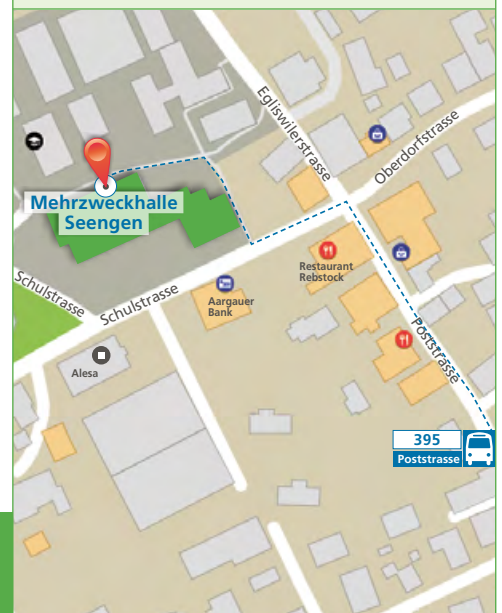 Egliswilerstrasse
Oberdorfstrasse
Mehrzweckhalle
Seengen
Restaurant
Rebstock
Schulstrasse
Schulstrasse
Aargauer
Bank
Poststrasse
Alesa
395
Poststrasse